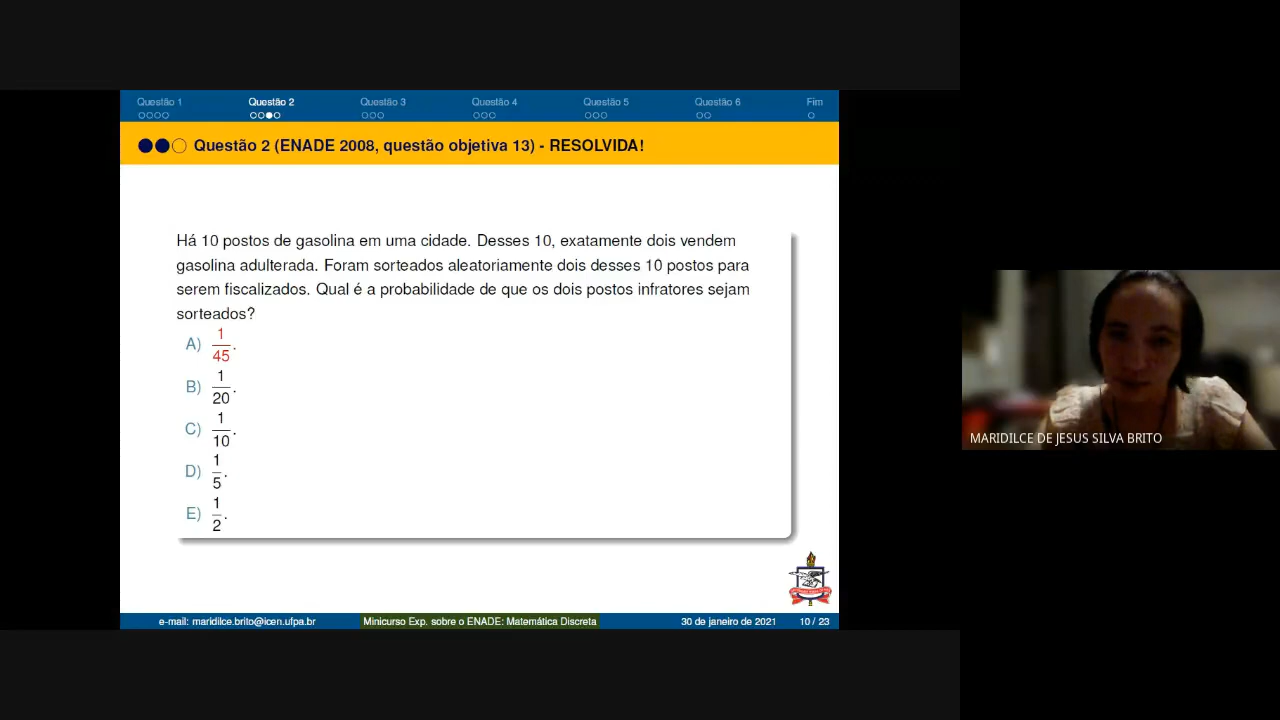 Questão 1
Questão 2
Questão 3
Questão 4
Questão 5
Questão 6
Fim
Questão 2 (ENADE 2008, questão objetiva 13) - RESOLVIDA!
Há 10 postos de gasolina em uma cidade. Desses 10, exatamente dois vendem
gasolina adulterada. Foram sorteados aleatoriamente dois desses 10 postos para
serem fiscalizados. Qual é a probabilidade de que os dois postos infratores sejam
sorteados?
A) 1/45.
B) 1/20.
C) 1/10.
D) 1/5.
E) 1/2.
MARIDILCE DE JESUS SILVA BRITO
e-mail: maridilce.brito@icen.ufpa.br
Minicurso Exp. sobre o ENADE: Matemática Discreta
30 de janeiro de 2021
10 / 23